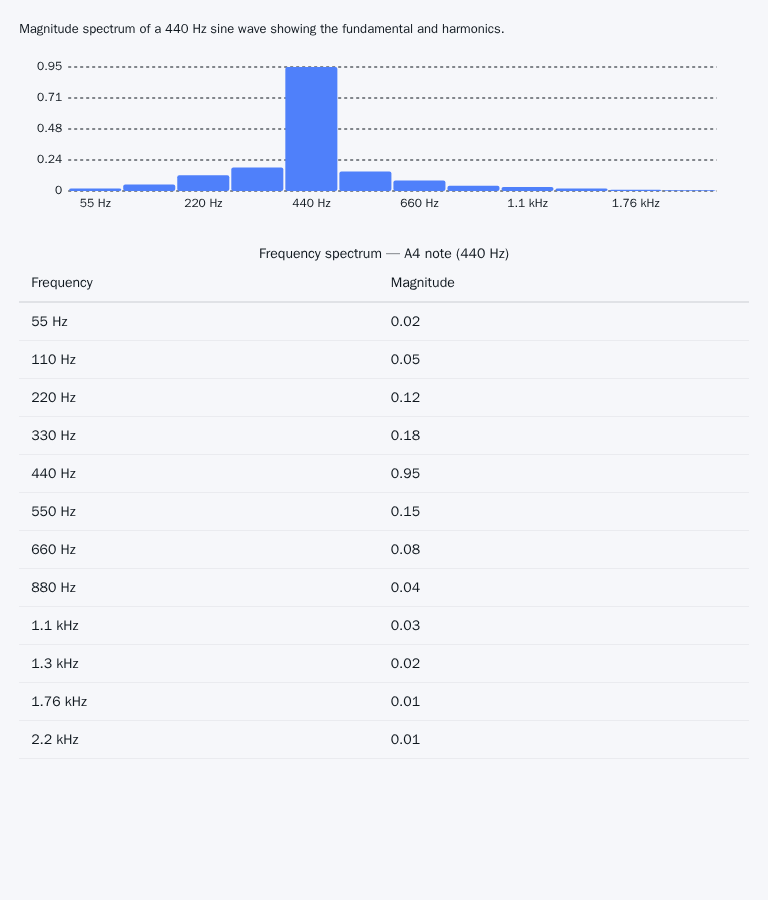 Magnitude spectrum of a 440 Hz sine wave showing the fundamental and harmonics.
0.95
0.71
0.48
0.24
0
55 Hz 220 Hz 440 Hz 660 Hz 1.1 kHz 1.76 kHz
Frequency spectrum — A4 note (440 Hz)
Frequency Magnitude
55 Hz 0.02
110 Hz 0.05
220 Hz 0.12
330 Hz 0.18
440 Hz 0.95
550 Hz 0.15
660 Hz 0.08
880 Hz 0.04
1.1 kHz 0.03
1.3 kHz 0.02
1.76 kHz 0.01
2.2 kHz 0.01